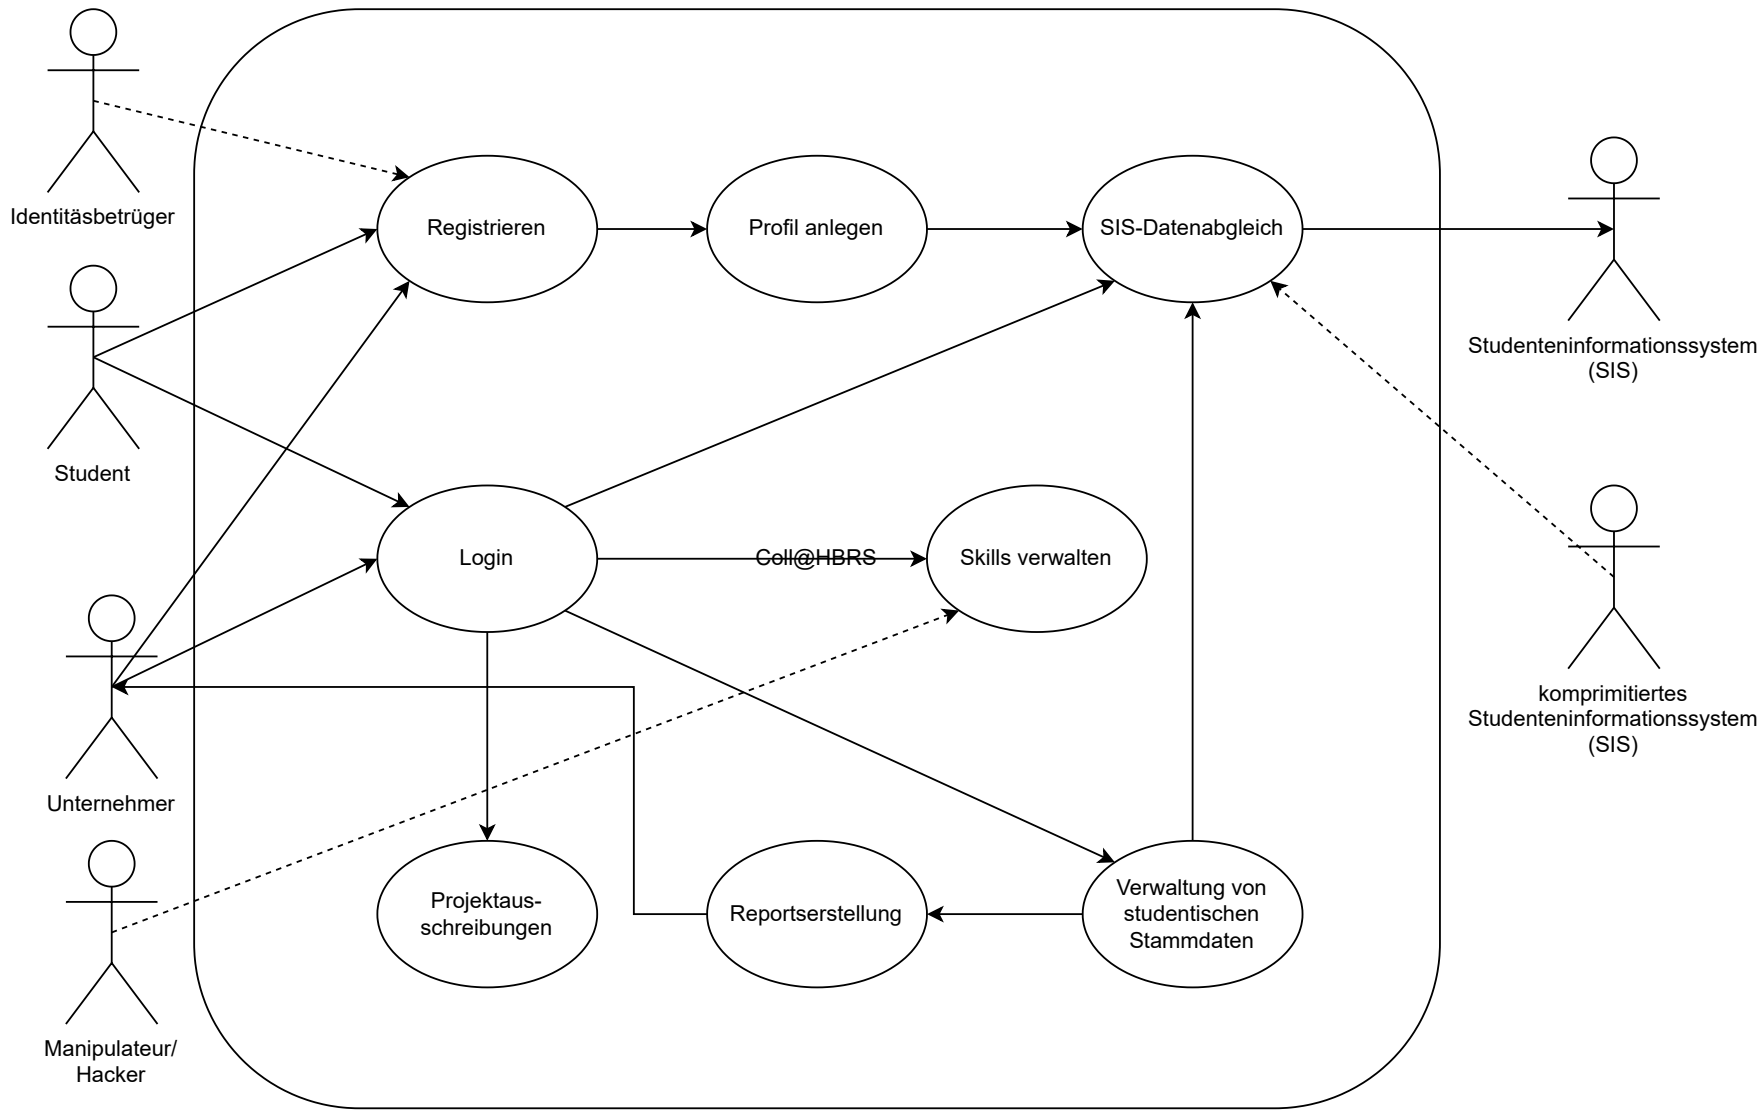 Identitäsbetrüger
Registrieren
Profil anlegen
SIS-Datenabgleich
Studenteninformationssystem
(SIS)
Student
Login
Coll@HBRS
Skills verwalten
komprimitiertes
Studenteninformationssystem
(SIS)
Unternehmer
Projektaus-
schreibungen
Reportserstellung
Verwaltung von
studentischen
Stammdaten
Manipulateur/
Hacker